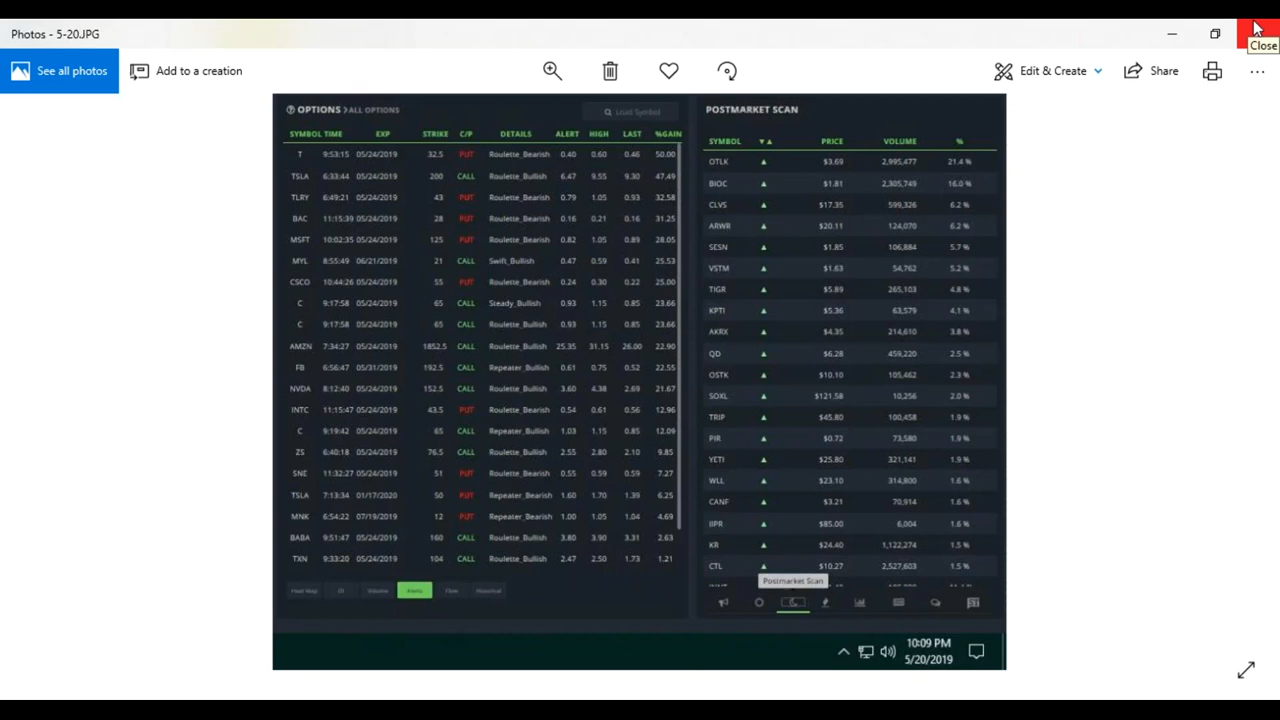 Photos - 5-20.JPG
Close
See all photos
Add to a creation
Edit & Create
Share
OPTIONS > ALL OPTIONS
Load Symbol
SYMBOL TIME EXP STRIKE C/P DETAILS ALERT HIGH LAST %GAIN
T 9:53:15 05/24/2019 32.5 PUT Roulette_Bearish 0.40 0.60 0.46 50.00
TSLA 6:33:44 05/24/2019 200 CALL Roulette_Bullish 6.47 9.55 9.30 47.49
TLRY 6:49:21 05/24/2019 43 PUT Roulette_Bearish 0.79 1.05 0.93 32.58
BAC 11:15:39 05/24/2019 28 PUT Roulette_Bearish 0.16 0.21 0.16 31.25
MSFT 10:02:35 05/24/2019 125 PUT Roulette_Bearish 0.82 1.05 0.89 28.05
MYL 8:55:49 06/21/2019 21 CALL Swift_Bullish 0.47 0.59 0.41 25.53
CSCO 10:44:26 05/24/2019 55 PUT Roulette_Bearish 0.24 0.30 0.22 25.00
C 9:17:58 05/24/2019 65 CALL Steady_Bullish 0.93 1.15 0.85 23.66
C 9:17:58 05/24/2019 65 CALL Roulette_Bullish 0.93 1.15 0.85 23.66
AMZN 7:34:27 05/24/2019 1852.5 CALL Roulette_Bullish 25.35 31.15 26.00 22.90
FB 6:56:47 05/31/2019 192.5 CALL Repeater_Bullish 0.61 0.75 0.52 22.55
NVDA 8:12:40 05/24/2019 152.5 CALL Roulette_Bullish 3.60 4.38 2.69 21.67
INTC 11:15:47 05/24/2019 43.5 PUT Roulette_Bearish 0.54 0.61 0.56 12.96
C 9:19:42 05/24/2019 65 CALL Repeater_Bullish 1.03 1.15 0.85 12.09
ZS 6:40:18 05/24/2019 76.5 CALL Roulette_Bullish 2.55 2.80 2.10 9.85
SNE 11:32:27 05/24/2019 51 PUT Roulette_Bearish 0.55 0.59 0.59 7.27
TSLA 7:13:34 01/17/2020 50 PUT Repeater_Bearish 1.60 1.70 1.39 6.25
MNK 6:54:22 07/19/2019 12 PUT Repeater_Bearish 1.00 1.05 1.04 4.69
BABA 9:51:47 05/24/2019 160 CALL Roulette_Bullish 3.80 3.90 3.31 2.63
TXN 9:33:20 05/24/2019 104 CALL Roulette_Bullish 2.47 2.50 1.73 1.21
Heat Map OI Volume Alerts Flow Historical
POSTMARKET SCAN
SYMBOL ▼▲ PRICE VOLUME %
OTLK ▲ $3.69 2,995,477 21.4 %
BIOC ▲ $1.81 2,305,749 16.0 %
CLVS ▲ $17.35 599,326 6.2 %
ARWR ▲ $20.11 124,070 6.2 %
SESN ▲ $1.85 106,884 5.7 %
VSTM ▲ $1.63 54,762 5.2 %
TIGR ▲ $5.89 265,103 4.8 %
KPTI ▲ $5.36 63,579 4.1 %
AKRX ▲ $4.35 214,610 3.8 %
QD ▲ $6.28 459,220 2.5 %
OSTK ▲ $10.10 105,462 2.3 %
SOXL ▲ $121.58 10,256 2.0 %
TRIP ▲ $45.80 100,458 1.9 %
PIR ▲ $0.72 73,580 1.9 %
YETI ▲ $25.80 321,141 1.9 %
WLL ▲ $23.10 314,800 1.6 %
CANF ▲ $3.21 70,914 1.6 %
IIPR ▲ $85.00 6,004 1.6 %
KR ▲ $24.40 1,122,274 1.5 %
CTL ▲ $10.27 2,527,603 1.5 %
Postmarket Scan
10:09 PM
5/20/2019